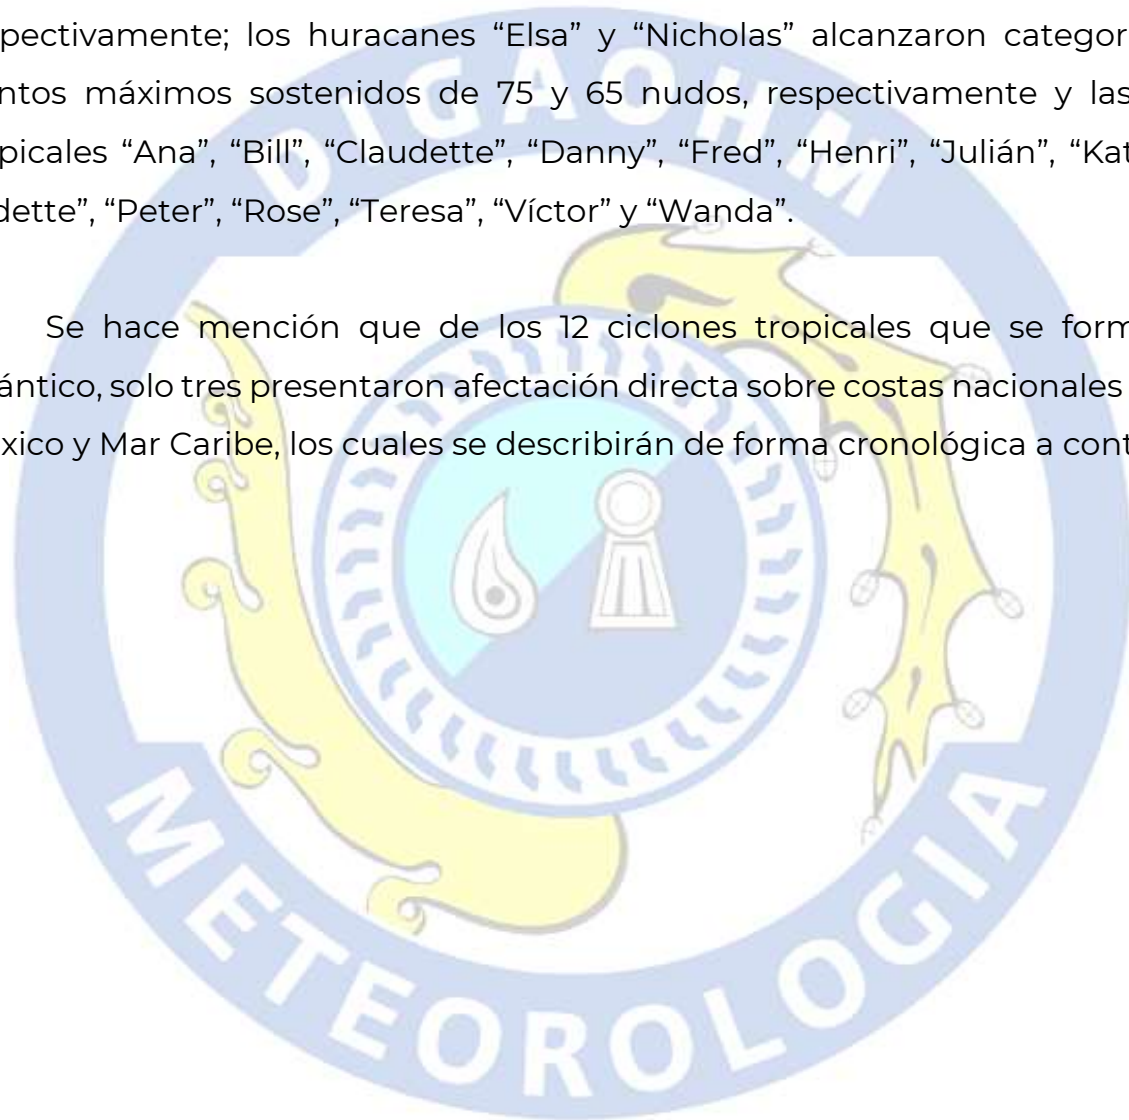 pectivamente; los huracanes “Elsa” y “Nicholas” alcanzaron categor
ntos máximos sostenidos de 75 y 65 nudos, respectivamente y las
picales “Ana”, “Bill”, “Claudette”, “Danny”, “Fred”, “Henri”, “Julián”, “Kat
dette”, “Peter”, “Rose”, “Teresa”, “Víctor” y “Wanda”.
Se hace mención que de los 12 ciclones tropicales que se form
ántico, solo tres presentaron afectación directa sobre costas nacionales
xico y Mar Caribe, los cuales se describirán de forma cronológica a cont
DIGAOHM
METEOROLOGIA